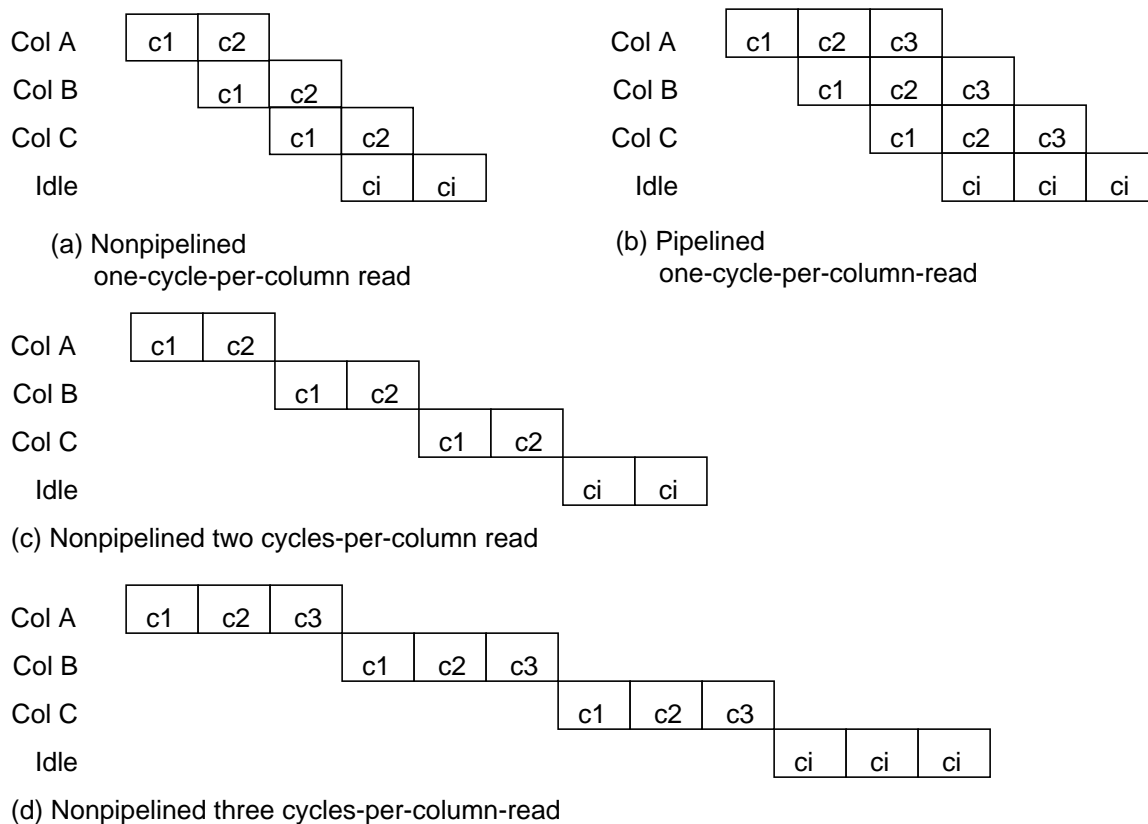 Col A c1 c2
Col B c1 c2
Col C c1 c2
Idle ci ci
(a) Nonpipelined
one-cycle-per-column read
Col A c1 c2 c3
Col B c1 c2 c3
Col C c1 c2 c3
Idle ci ci ci
(b) Pipelined
one-cycle-per-column-read
Col A c1 c2
Col B c1 c2
Col C c1 c2
Idle ci ci
(c) Nonpipelined two cycles-per-column read
Col A c1 c2 c3
Col B c1 c2 c3
Col C c1 c2 c3
Idle ci ci ci
(d) Nonpipelined three cycles-per-column-read